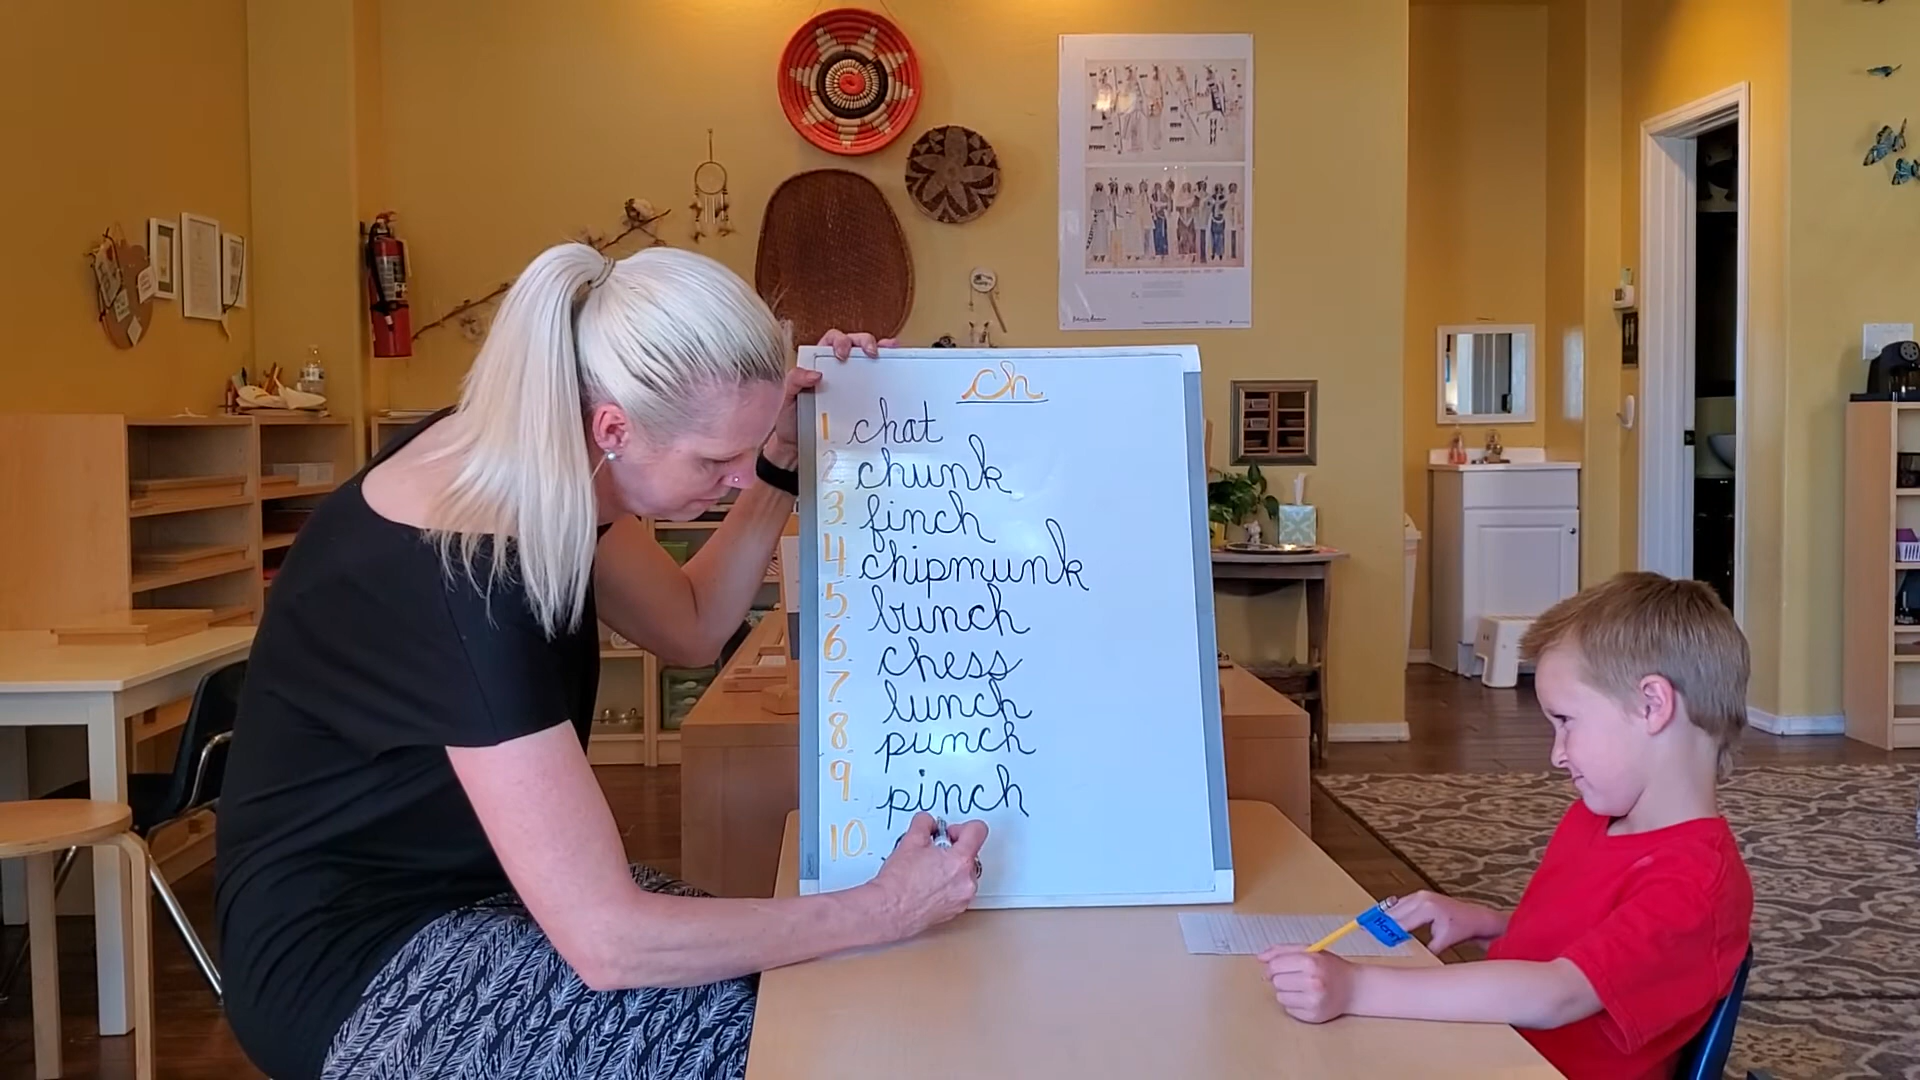 ch
1. chat
2. chunk
3. finch
4. chipmunk
5. bunch
6. chess
7. lunch
8. punch
9. pinch
10.